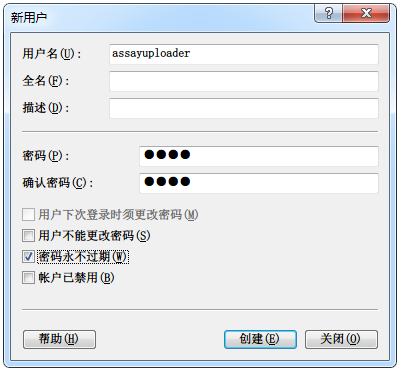 新用户
用户名(U): assayuploader
全名(F):
描述(D):
密码(P): ●●●●
确认密码(C): ●●●●
用户下次登录时须更改密码(M)
用户不能更改密码(S)
密码永不过期(W)
帐户已禁用(B)
帮助(H) 创建(E) 关闭(O)